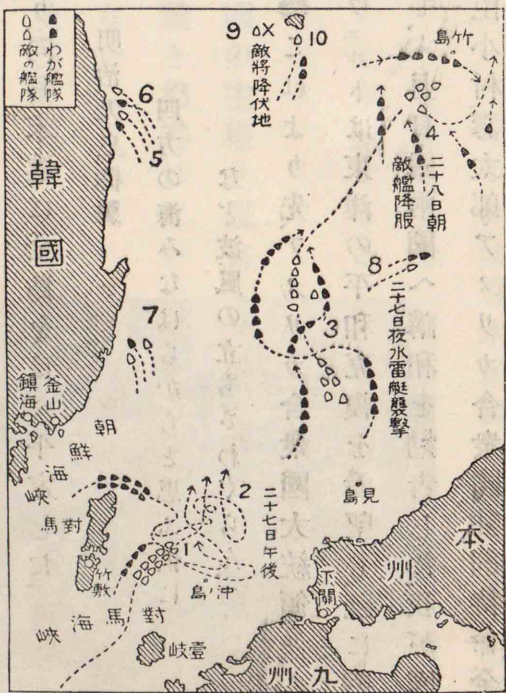 わが艦隊
敵の艦隊
韓國
釜山
鎮海
朝鮮海峽
對馬
竹敷
對馬海峽
壹岐
九州
下關
本州
見島
沖ノ島
竹島
1
2
二十七日午後
3
二十七日夜水雷艇襲撃
4
二十八日朝
敵艦降服
5
6
7
8
9
10
X
敵將降伏地